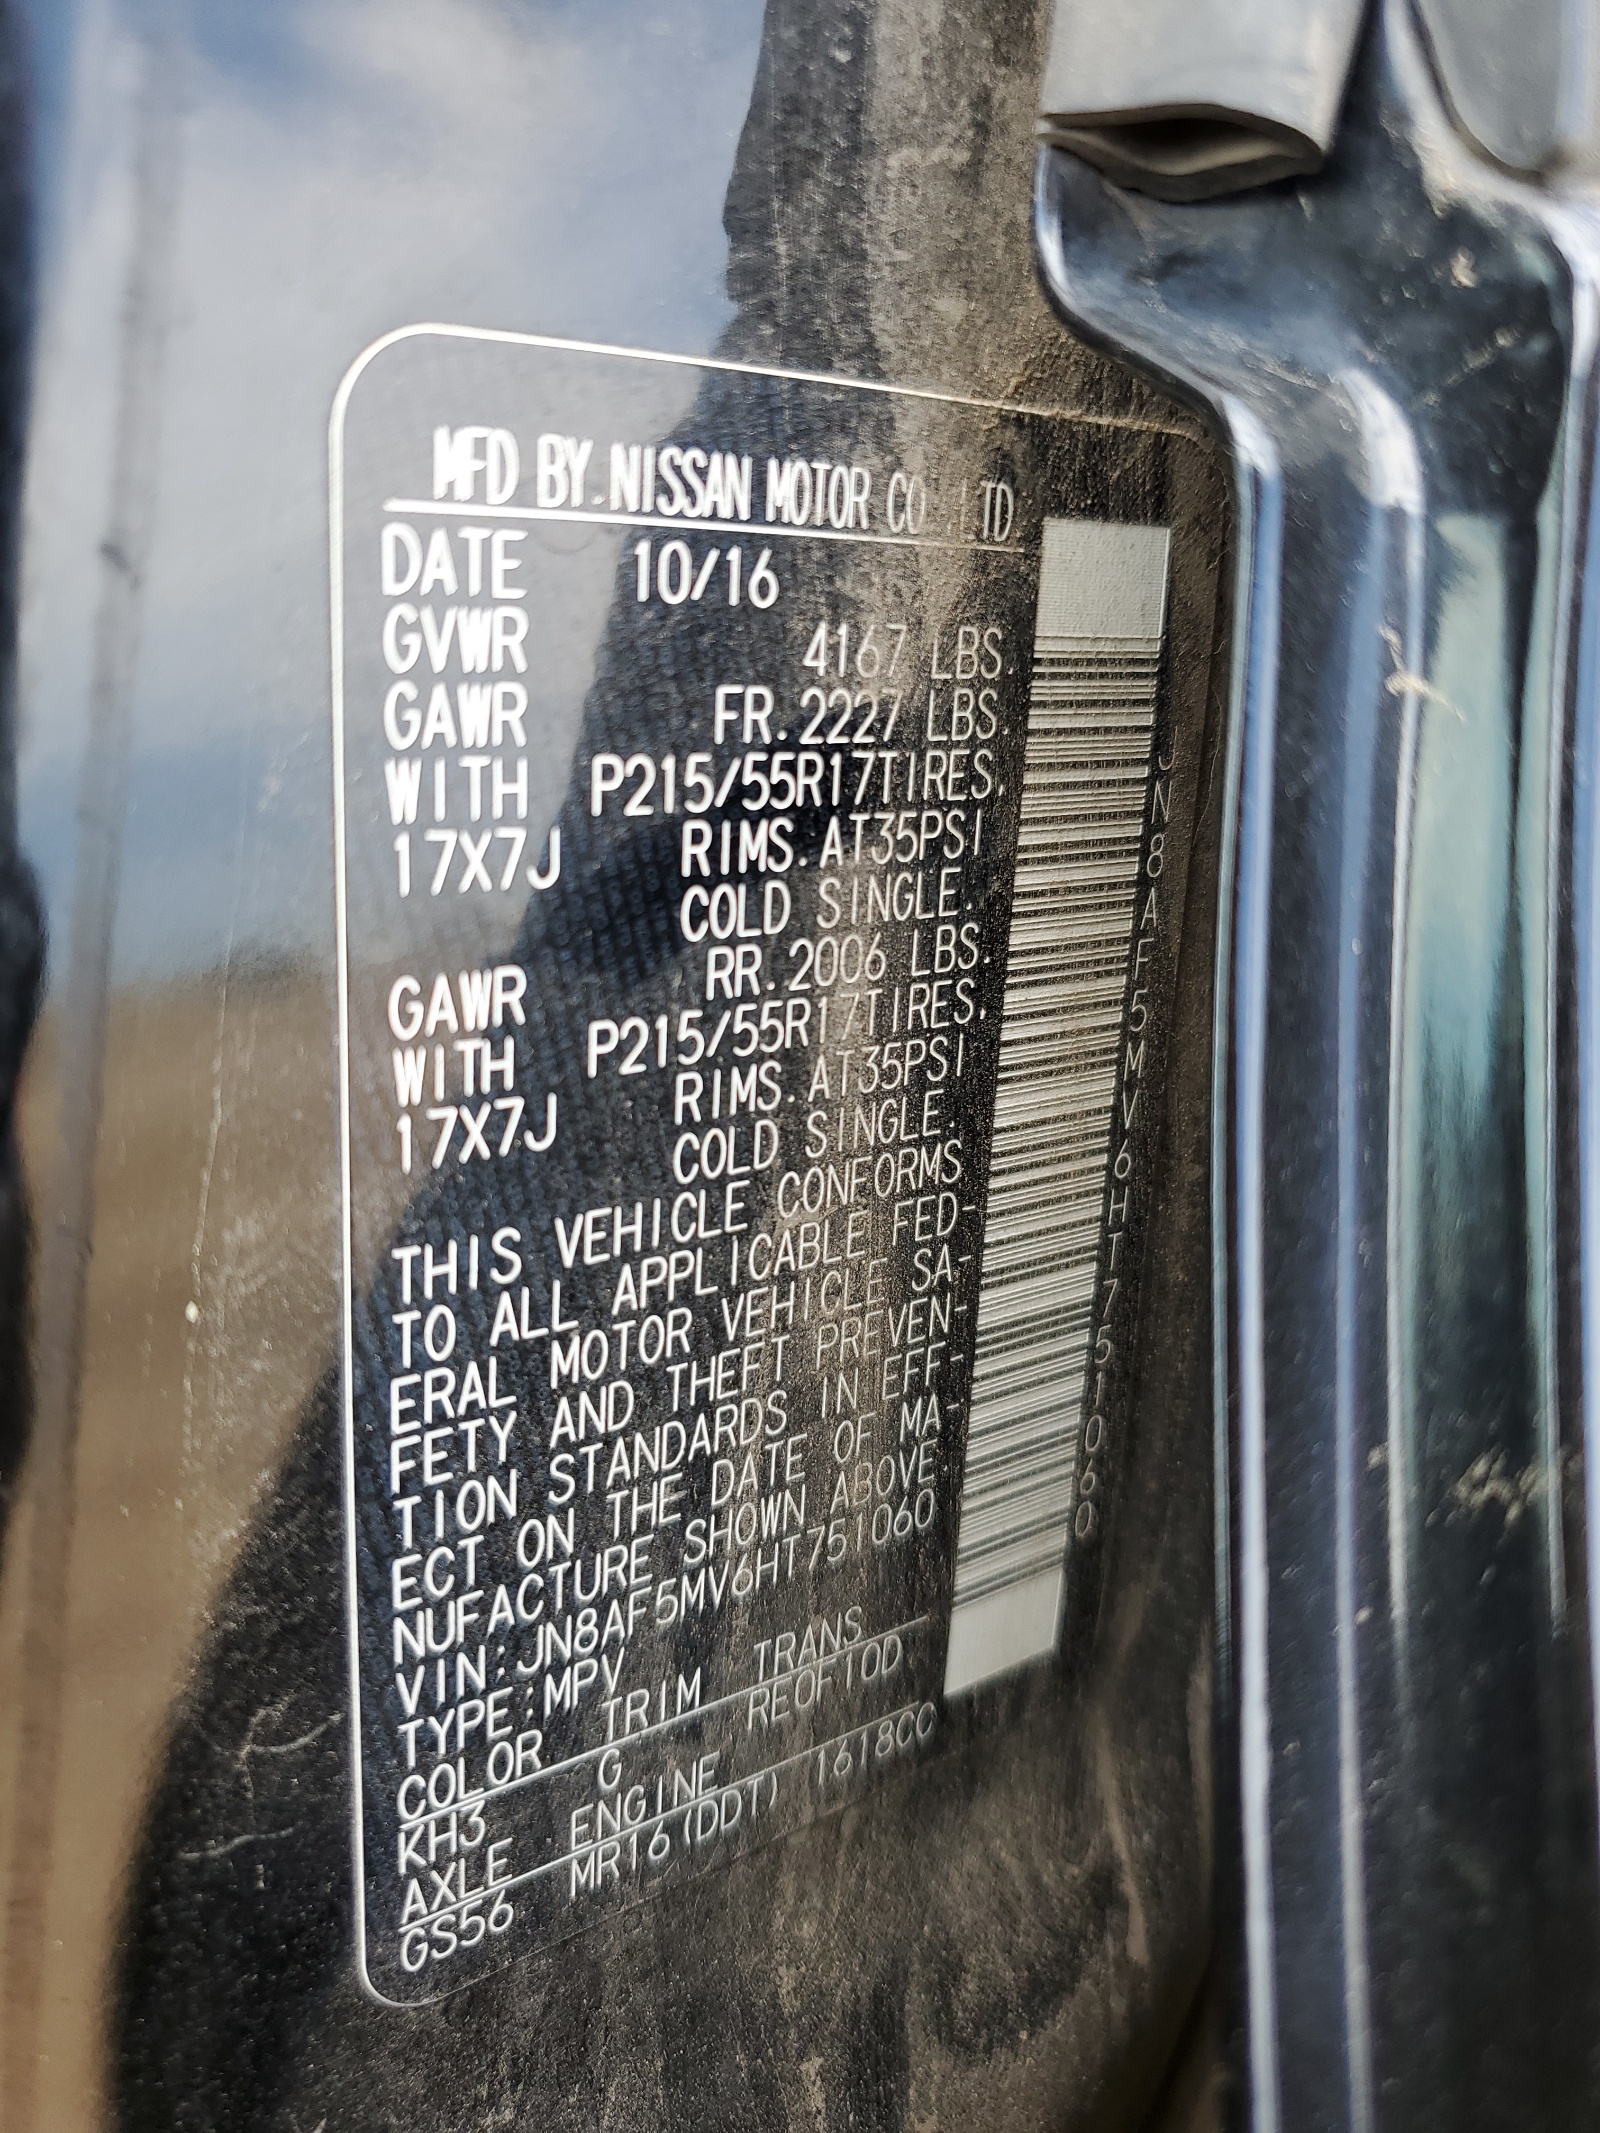 MFD BY NISSAN MOTOR CO LTD
DATE 10/16
GVWR 4167 LBS.
GAWR FR. 2227 LBS.
WITH P215/55R17TIRES.
17X7J RIMS. AT35PSI
COLD SINGLE.
GAWR RR. 2006 LBS.
WITH P215/55R17TIRES.
17X7J RIMS. AT35PSI
COLD SINGLE.
THIS VEHICLE CONFORMS
TO ALL APPLICABLE FED-
ERAL MOTOR VEHICLE SA-
FETY AND THEFT PREVEN-
TION STANDARDS IN EFF-
ECT ON THE DATE OF MA-
NUFACTURE SHOWN ABOVE
VIN:JN8AF5MV6HT751060
TYPE:MPV
COLOR TRIM TRANS
KH3 G RE0F10D
AXLE ENGINE
GS56 MR16(DDT) 1618CC
JN8AF5MV6HT751060